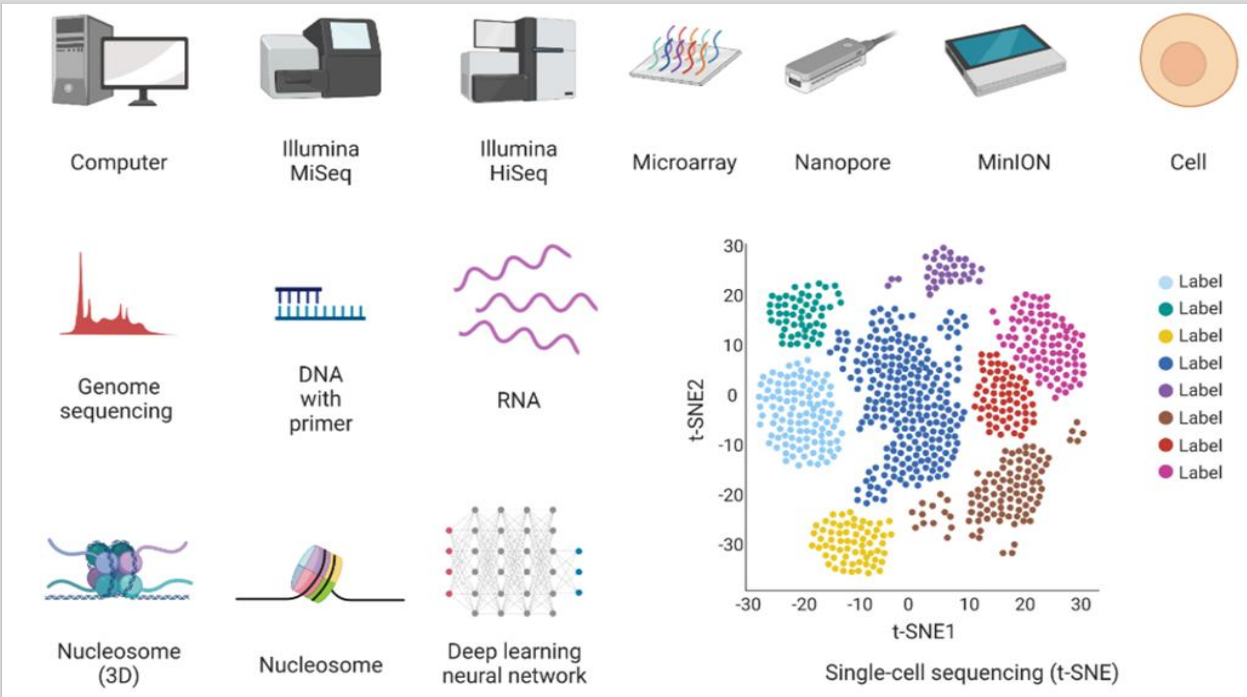 Computer
Illumina
MiSeq
Illumina
HiSeq
Microarray
Nanopore
MinION
Cell
Genome
sequencing
DNA
with
primer
RNA
30
20
10
0
-10
-20
-30
t-SNE2
-30
-20
-10
0
10
20
30
t-SNE1
Label
Label
Label
Label
Label
Label
Label
Label
Single-cell sequencing (t-SNE)
Nucleosome
(3D)
Nucleosome
Deep learning
neural network